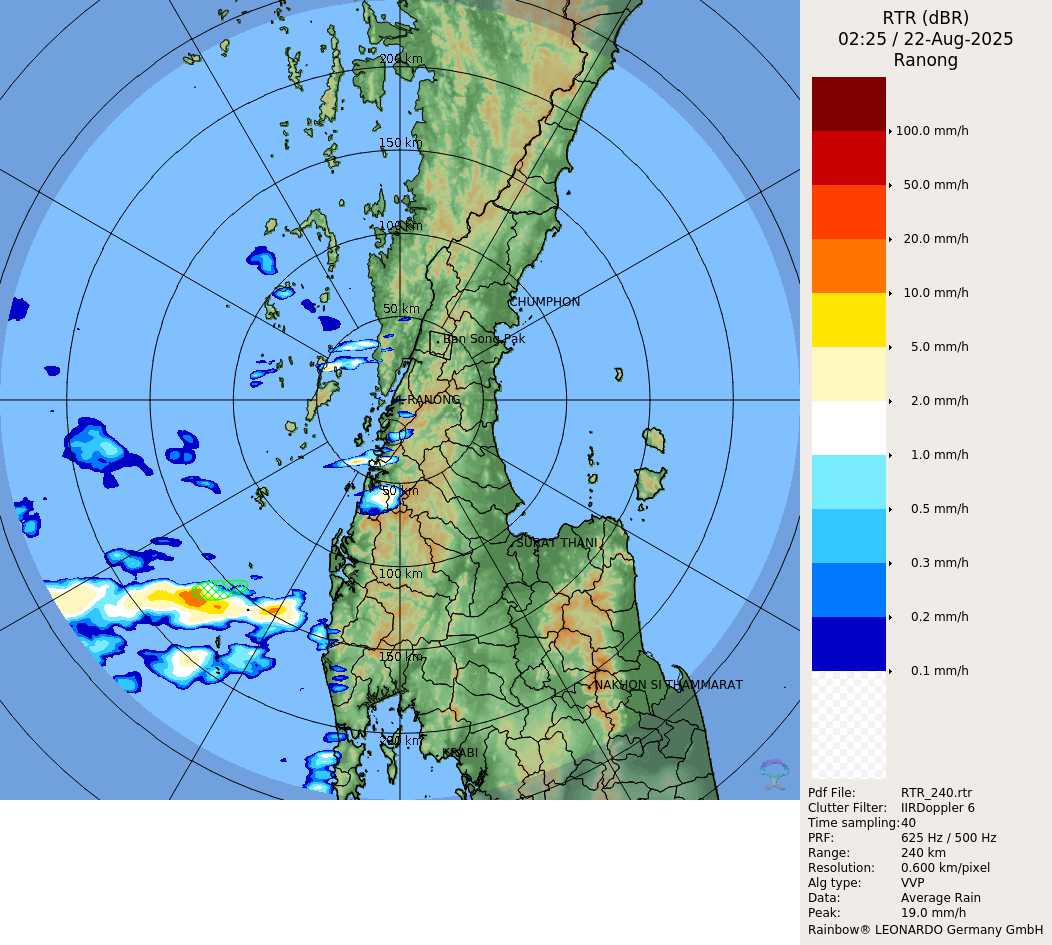 RTR (dBR)
02:25 / 22-Aug-2025
Ranong
200 km
150 km
100 km
50 km
CHUMPHON
Ban Song Pak
RANONG
50 km
SURAT THANI
100 km
150 km
NAKHON SI THAMMARAT
200 km
KRABI
100.0 mm/h
50.0 mm/h
20.0 mm/h
10.0 mm/h
5.0 mm/h
2.0 mm/h
1.0 mm/h
0.5 mm/h
0.3 mm/h
0.2 mm/h
0.1 mm/h
Pdf File: RTR_240.rtr
Clutter Filter: IIRDoppler 6
Time sampling:40
PRF: 625 Hz / 500 Hz
Range: 240 km
Resolution: 0.600 km/pixel
Alg type: VVP
Data: Average Rain
Peak: 19.0 mm/h
Rainbow® LEONARDO Germany GmbH